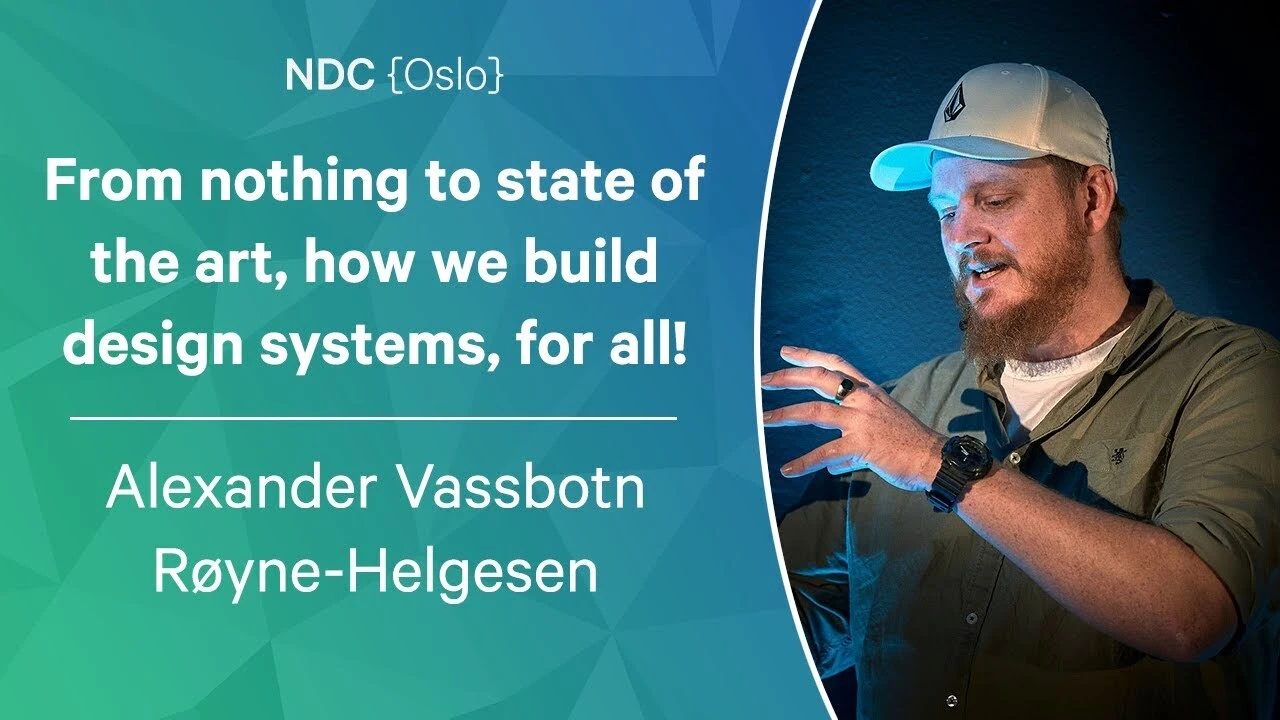 NDC {Oslo}
From nothing to state of
the art, how we build
design systems, for all!
Alexander Vassbotn
Røyne-Helgesen